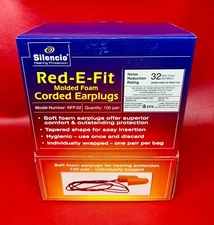 Silencio
Hearing Protection
Red-E-Fit
Molded Foam
Corded Earplugs
Noise
Reduction
Rating
32
Model Number: RFP-02 Quantity: 100 pair
EPA
• Soft foam earplugs offer superior
comfort & outstanding protection
• Tapered shape for easy insertion
• Hygienic - use once and discard
• Individually wrapped - one pair per bag
Soft foam earplugs for hearing protection
100 pair - individually bagged